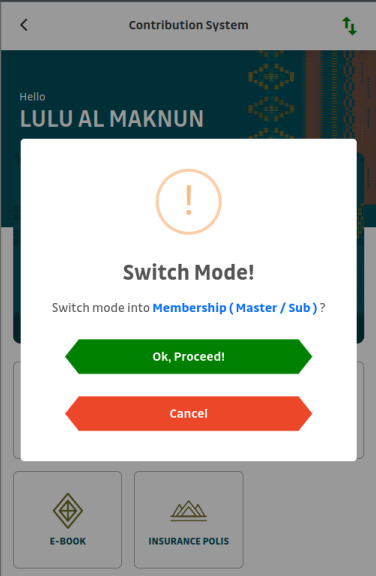 Contribution System
Hello
LULU AL MAKNUN
!
Switch Mode!
Switch mode into Membership ( Master / Sub ) ?
Ok, Proceed!
Cancel
E-BOOK
INSURANCE POLIS